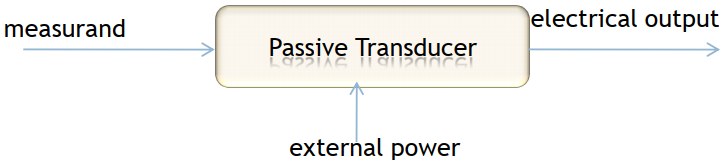 measurand
Passive Transducer
electrical output
external power